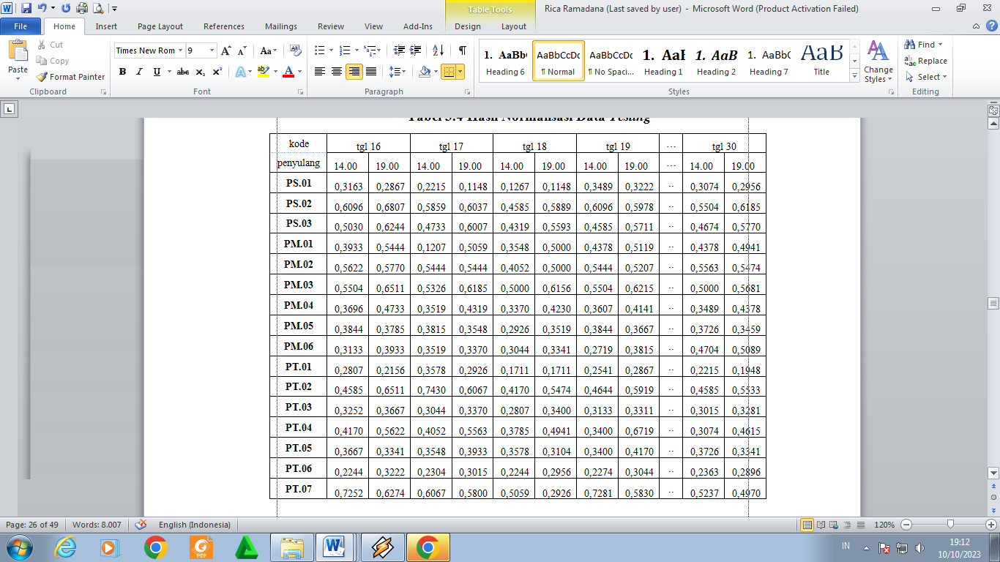 Rica Ramadana (Last saved by user) - Microsoft Word (Product Activation Failed)
Table Tools
File Home Insert Page Layout References Mailings Review View Add-Ins Design Layout
Paste
Cut
Copy
Format Painter
Clipboard
Times New Rom 9
Font
Paragraph
AaBb( AaBbCcDc AaBbCcDc 1. AaI 1. AaB 1. AaBbC AaB
Heading 6 ¶ Normal ¶ No Spaci... Heading 1 Heading 2 Heading 7 Title
Styles
Change Styles
Find
Replace
Select
Editing
kode penyulang tgl 16 tgl 17 tgl 18 tgl 19 ... tgl 30
14.00 19.00 14.00 19.00 14.00 19.00 14.00 19.00 ... 14.00 19.00
PS.01 0,3163 0,2867 0,2215 0,1148 0,1267 0,1148 0,3489 0,3222 .. 0,3074 0,2956
PS.02 0,6096 0,6807 0,5859 0,6037 0,4585 0,5889 0,6096 0,5978 .. 0,5504 0,6185
PS.03 0,5030 0,6244 0,4733 0,6007 0,4319 0,5593 0,4585 0,5711 .. 0,4674 0,5770
PM.01 0,3933 0,5444 0,1207 0,5059 0,3548 0,5000 0,4378 0,5119 .. 0,4378 0,4941
PM.02 0,5622 0,5770 0,5444 0,5444 0,4052 0,5000 0,5444 0,5207 .. 0,5563 0,5474
PM.03 0,5504 0,6511 0,5326 0,6185 0,5000 0,6156 0,5504 0,6215 .. 0,5000 0,5681
PM.04 0,3696 0,4733 0,3519 0,4319 0,3370 0,4230 0,3607 0,4141 .. 0,3489 0,4378
PM.05 0,3844 0,3785 0,3815 0,3548 0,2926 0,3519 0,3844 0,3667 .. 0,3726 0,3459
PM.06 0,3133 0,3933 0,3519 0,3370 0,3044 0,3341 0,2719 0,3815 .. 0,4704 0,5089
PT.01 0,2807 0,2156 0,3578 0,2926 0,1711 0,1711 0,2541 0,2867 .. 0,2215 0,1948
PT.02 0,4585 0,6511 0,7430 0,6067 0,4170 0,5474 0,4644 0,5919 .. 0,4585 0,5333
PT.03 0,3252 0,3667 0,3044 0,3370 0,2807 0,3400 0,3133 0,3311 .. 0,3015 0,3281
PT.04 0,4170 0,5622 0,4052 0,5563 0,3785 0,4941 0,3400 0,6719 .. 0,3074 0,4615
PT.05 0,3667 0,3341 0,3548 0,3933 0,3578 0,3104 0,3400 0,4170 .. 0,3726 0,3341
PT.06 0,2244 0,3222 0,2304 0,3015 0,2244 0,2956 0,2274 0,3044 .. 0,2363 0,2896
PT.07 0,7252 0,6274 0,6067 0,5800 0,5059 0,2926 0,7281 0,5830 .. 0,5237 0,4970
Page: 26 of 49 Words: 8.007 English (Indonesia) 120%
PDF
IN 19:12
10/10/2023